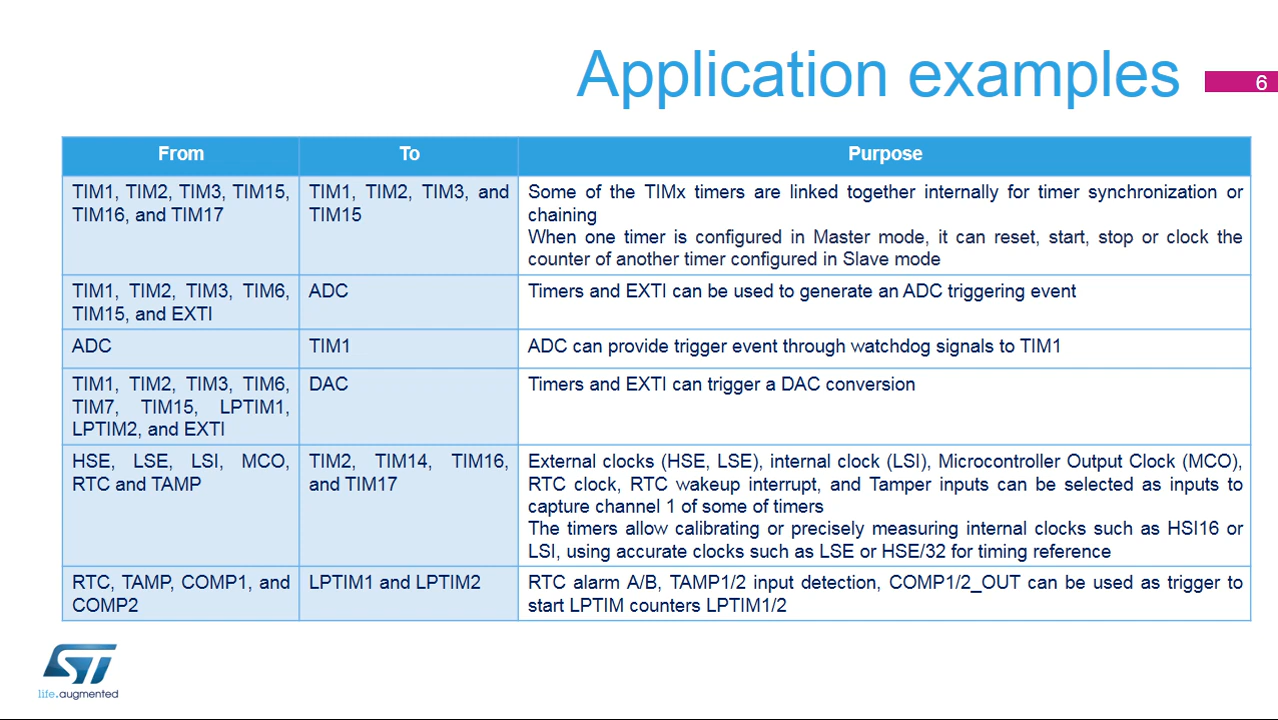 Application examples
6
From To Purpose
TIM1, TIM2, TIM3, TIM15,
TIM16, and TIM17
TIM1, TIM2, TIM3, and
TIM15
Some of the TIMx timers are linked together internally for timer synchronization or
chaining
When one timer is configured in Master mode, it can reset, start, stop or clock the
counter of another timer configured in Slave mode
TIM1, TIM2, TIM3, TIM6,
TIM15, and EXTI
ADC
Timers and EXTI can be used to generate an ADC triggering event
ADC
TIM1
ADC can provide trigger event through watchdog signals to TIM1
TIM1, TIM2, TIM3, TIM6,
TIM7, TIM15, LPTIM1,
LPTIM2, and EXTI
DAC
Timers and EXTI can trigger a DAC conversion
HSE, LSE, LSI, MCO,
RTC and TAMP
TIM2, TIM14, TIM16,
and TIM17
External clocks (HSE, LSE), internal clock (LSI), Microcontroller Output Clock (MCO),
RTC clock, RTC wakeup interrupt, and Tamper inputs can be selected as inputs to
capture channel 1 of some of timers
The timers allow calibrating or precisely measuring internal clocks such as HSI16 or
LSI, using accurate clocks such as LSE or HSE/32 for timing reference
RTC, TAMP, COMP1, and
COMP2
LPTIM1 and LPTIM2
RTC alarm A/B, TAMP1/2 input detection, COMP1/2_OUT can be used as trigger to
start LPTIM counters LPTIM1/2
ST
life.augmented